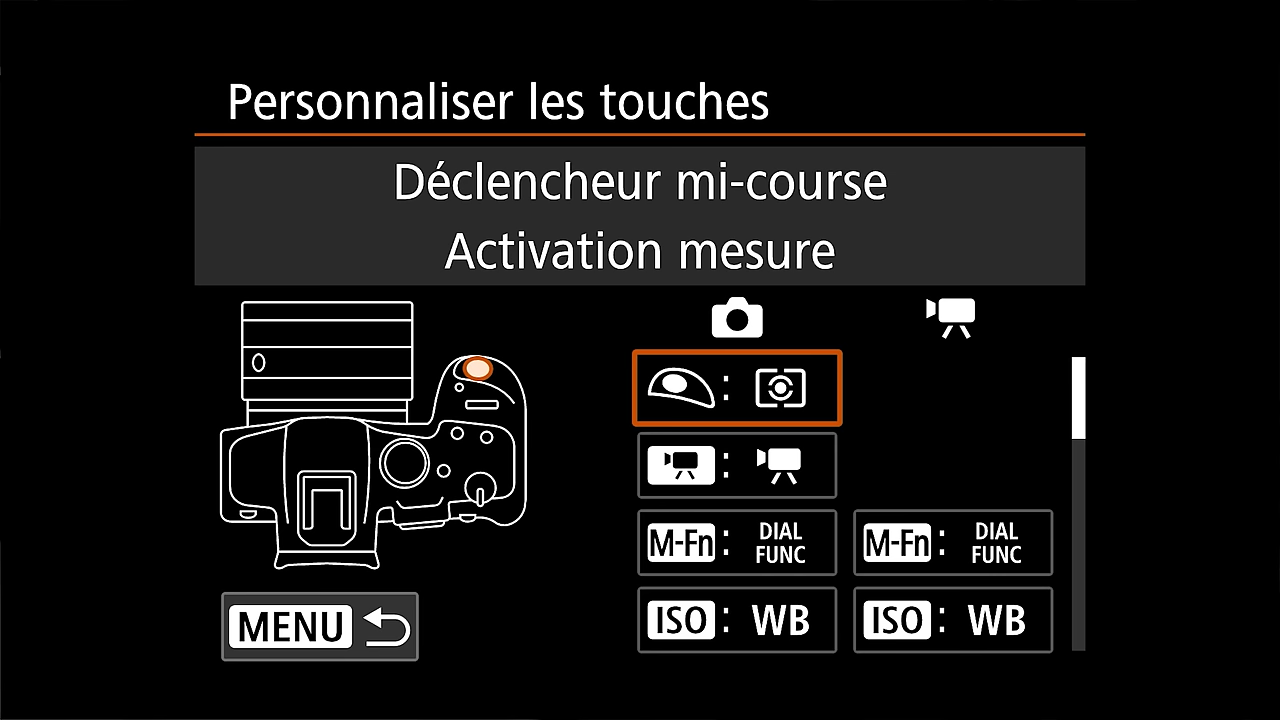 Personnaliser les touches
Déclencheur mi-course
Activation mesure
:
:
M-Fn : DIAL FUNC M-Fn : DIAL FUNC
ISO : WB ISO : WB
MENU